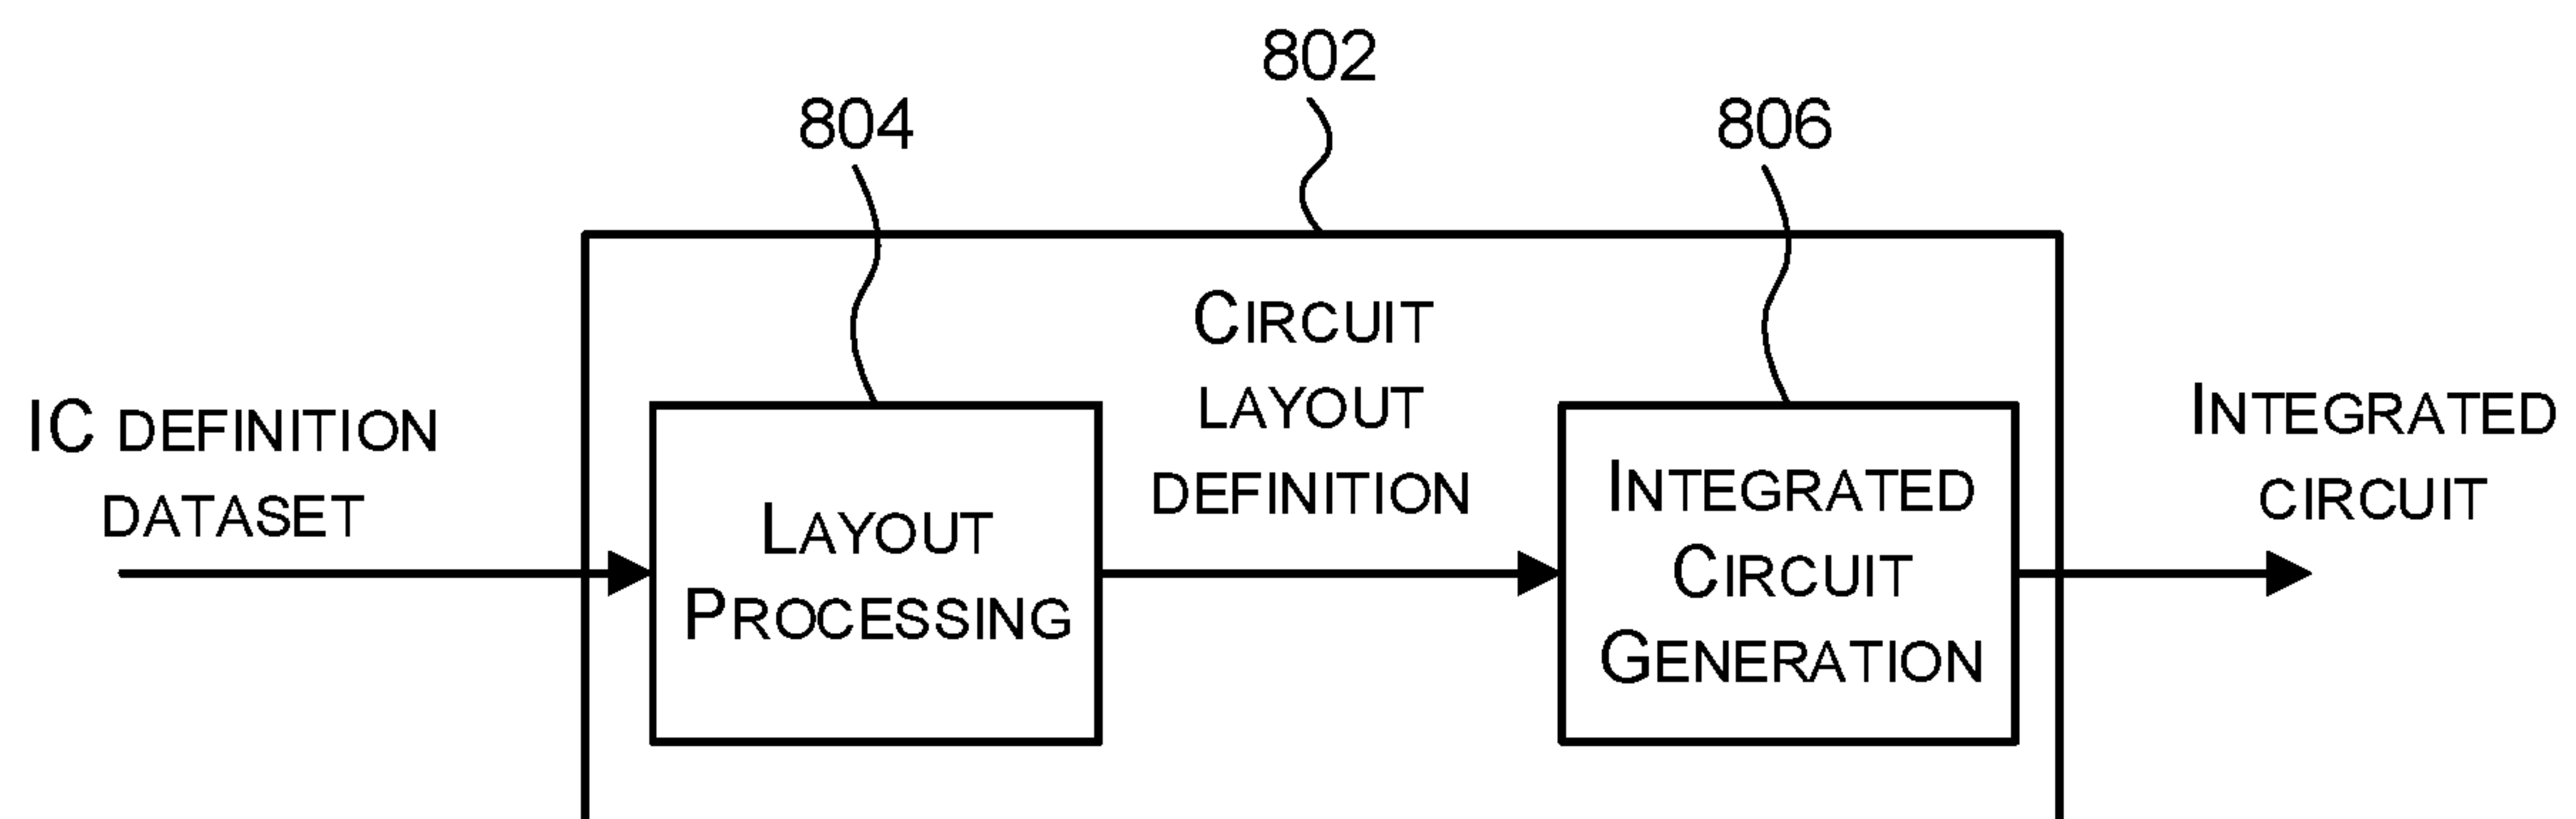 802
804
806
CIRCUIT
LAYOUT
DEFINITION
IC DEFINITION
DATASET
LAYOUT
PROCESSING
INTEGRATED
CIRCUIT
GENERATION
INTEGRATED
CIRCUIT